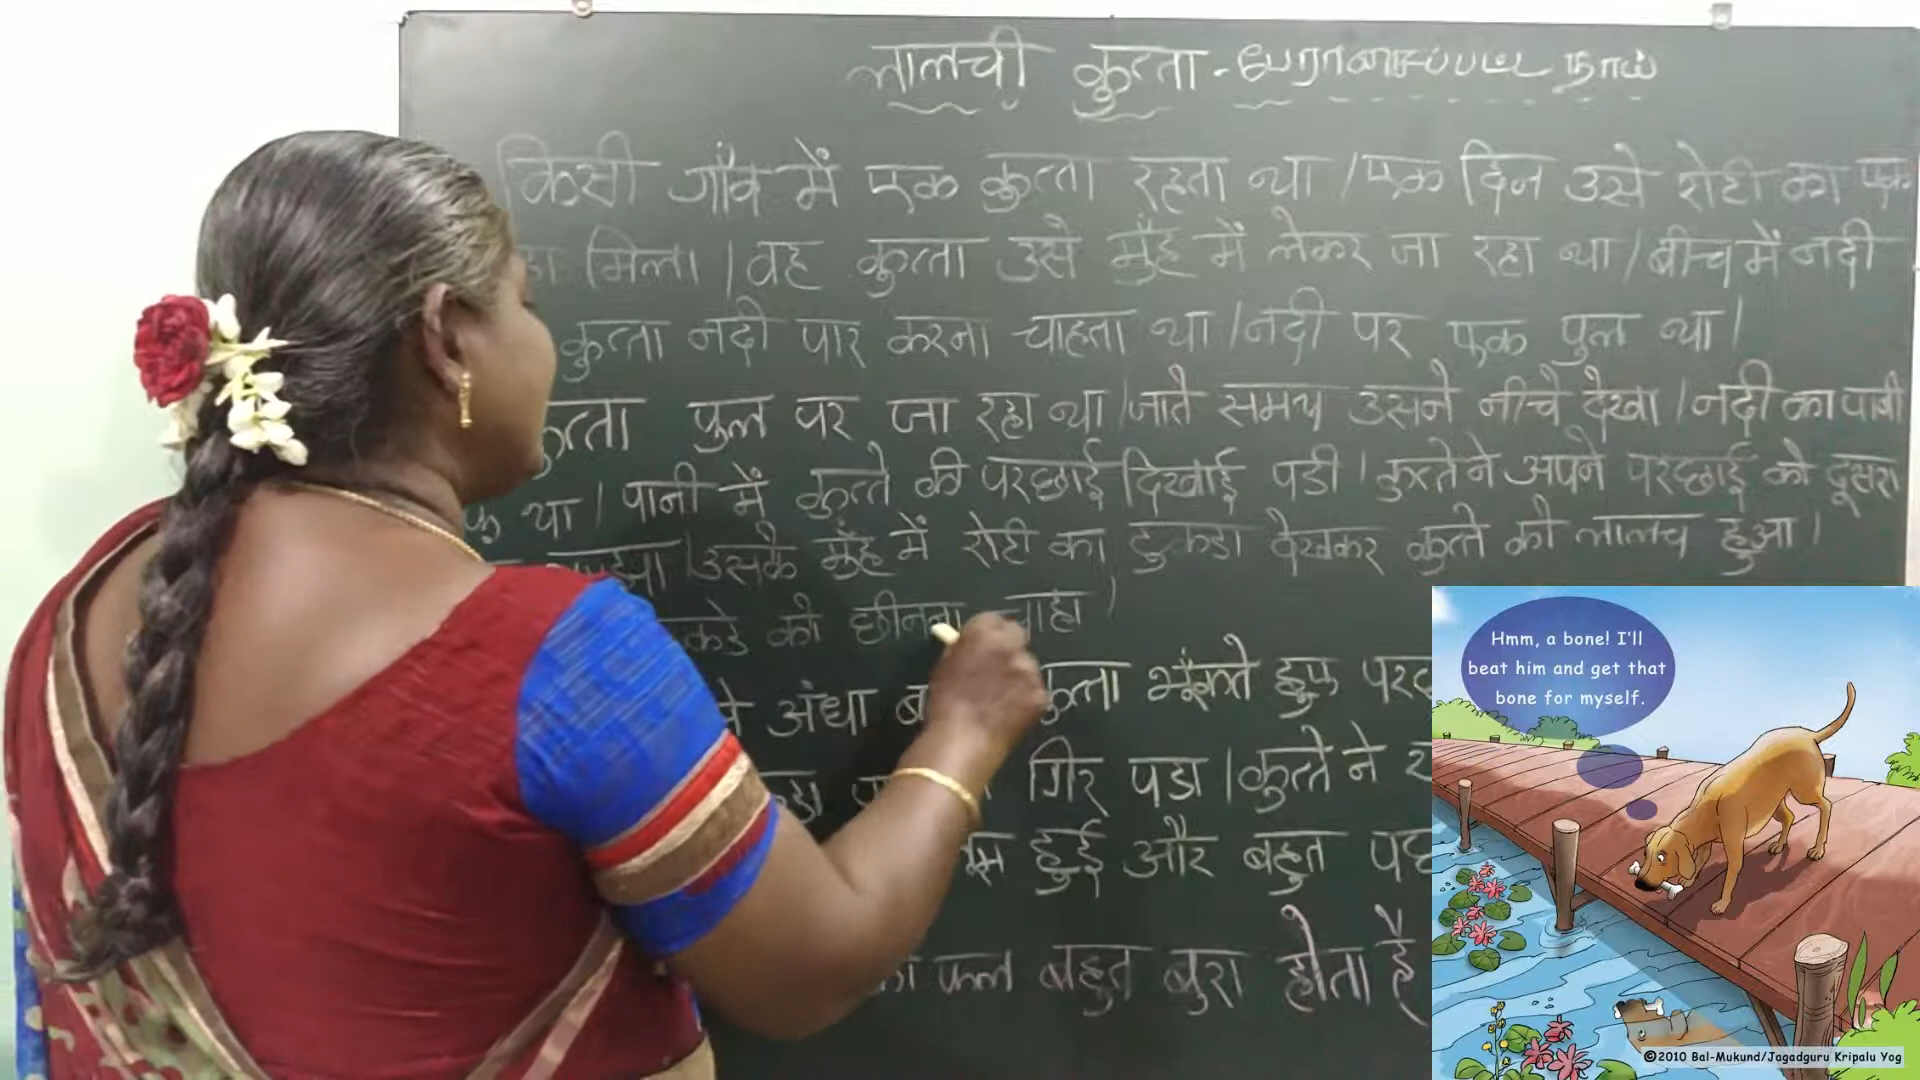 लालची कुत्ता - பேராசைப்பட்ட நாய்
किसी गाँव में एक कुत्ता रहता था । एक दिन उसे रोटी का एक
मिला । वह कुत्ता उसे मुँह में लेकर जा रहा था । बीच में नदी
कुत्ता नदी पार करना चाहता था । नदी पर एक पुल था ।
कुत्ता पुल पर जा रहा था । जाते समय उसने नीचे देखा । नदी का पानी
था । पानी में कुत्ते की परछाई दिखाई पडी । कुत्ते ने अपने परछाई को दूसरा
उसके मुँह में रोटी का टुकडा देखकर कुत्ते को लालच हुआ ।
को छीनना चाहा ।
अंधा कुत्ता भौंकते हुए
गिर पडा । कुत्ते ने
हुई और बहुत
का फल बहुत बुरा होता है
Hmm, a bone! I'll
beat him and get that
bone for myself.
©2010 Bal-Mukund/Jagadguru Kripalu Yog